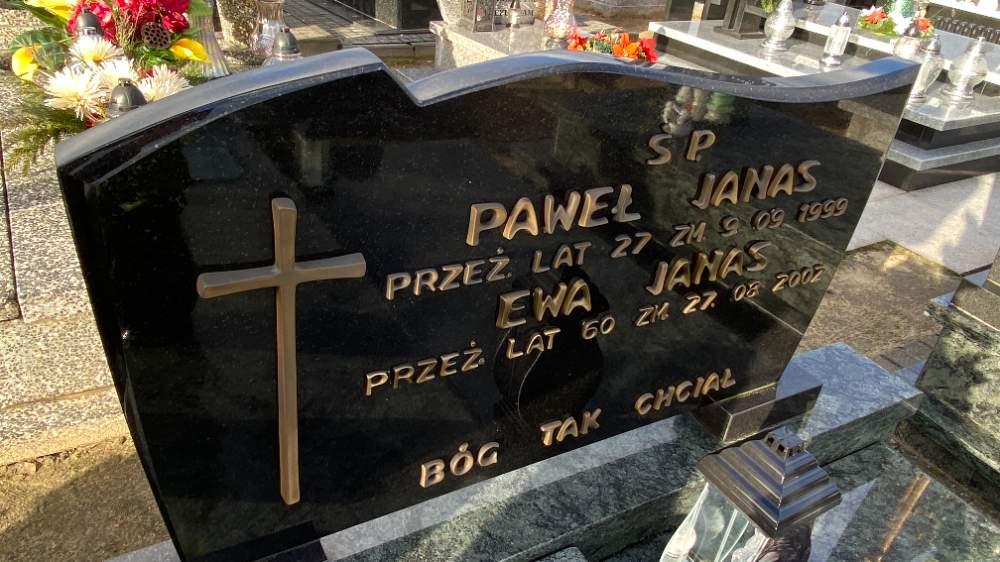 Ś P
PAWEŁ JANAS
PRZEŻ. LAT 27 ZM. 9.09.1999
EWA JANAS
PRZEŻ. LAT 60 ZM. 27.08.2002
BÓG TAK CHCIAŁ